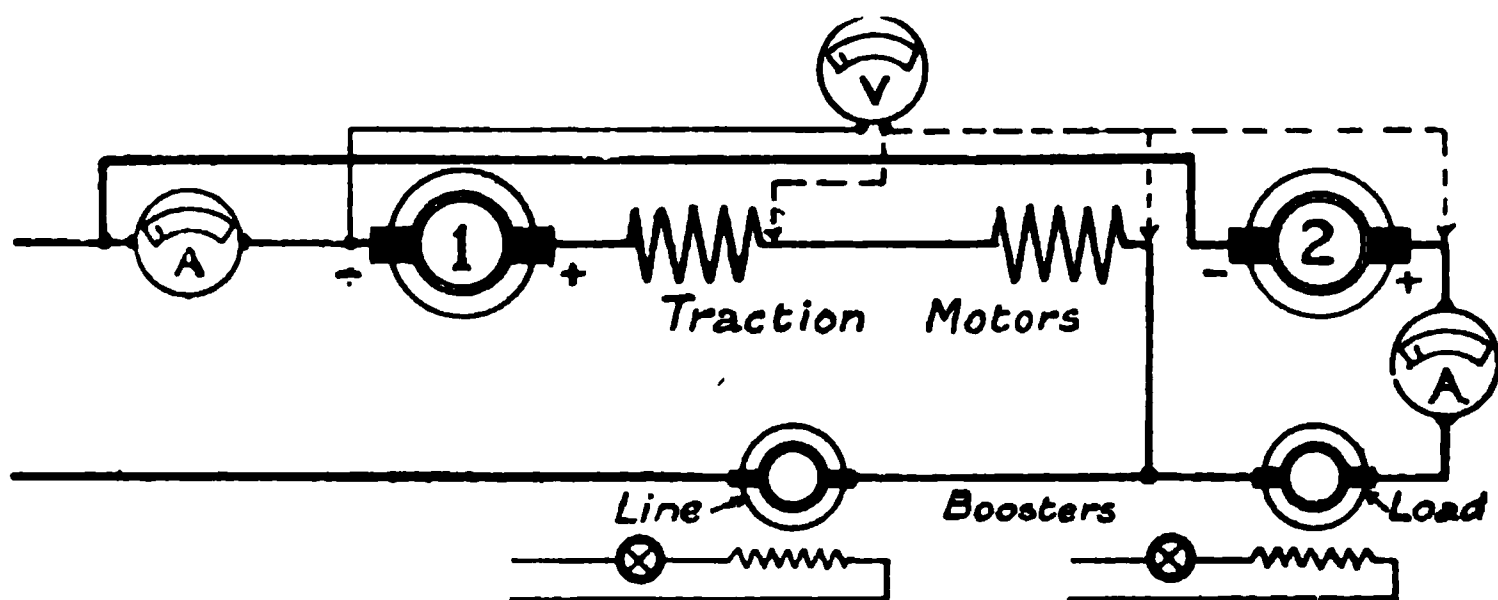 V
A
1
2
- +
- +
Traction Motors
A
Line Boosters Load